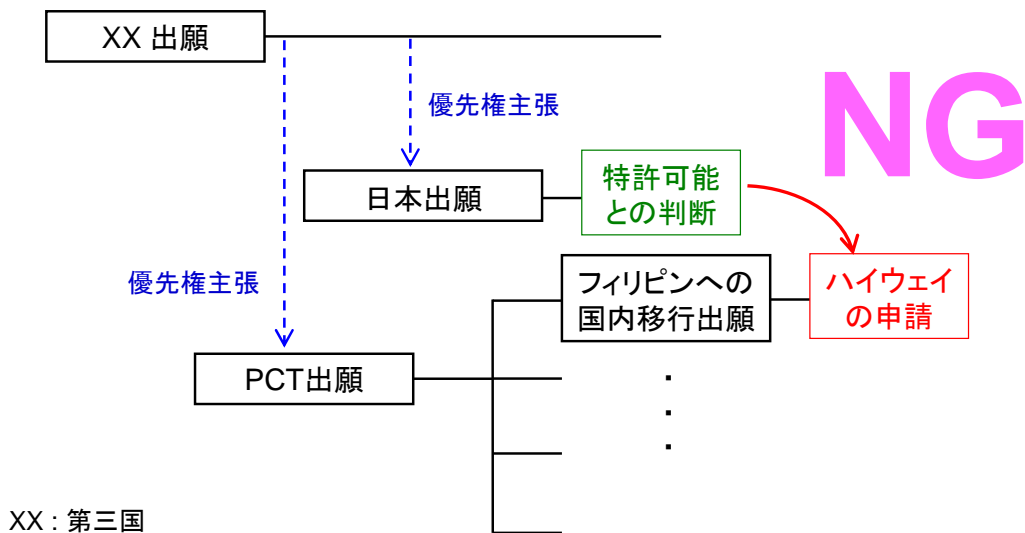 XX 出願
NG
優先権主張
日本出願
特許可能
との判断
優先権主張
フィリピンへの
国内移行出願
ハイウェイ
の申請
PCT出願
・
・
・
XX : 第三国